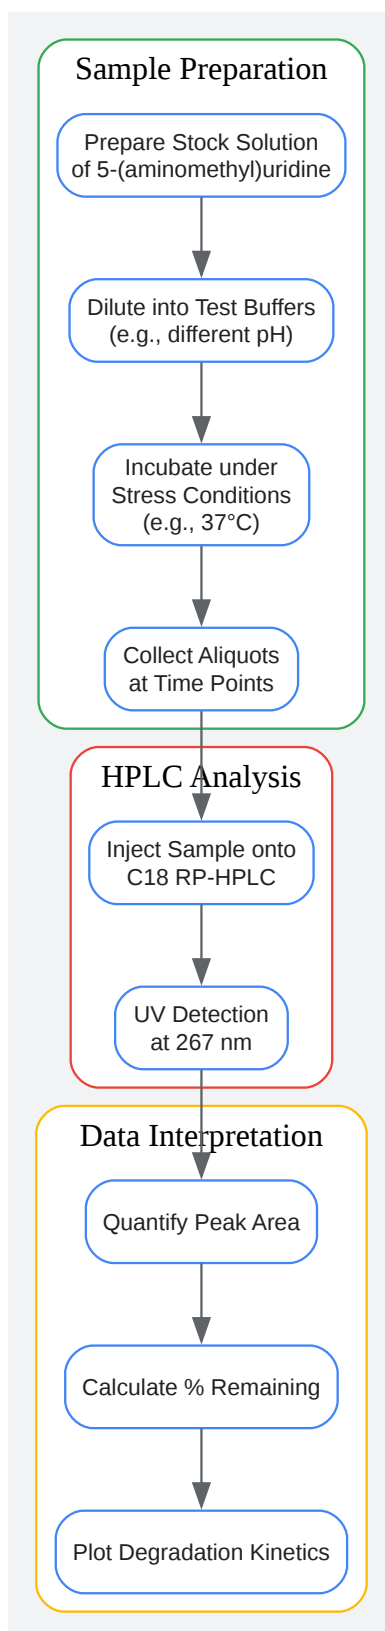 Sample Preparation
Prepare Stock Solution
of 5-(aminomethyl)uridine
Dilute into Test Buffers
(e.g., different pH)
Incubate under
Stress Conditions
(e.g., 37°C)
Collect Aliquots
at Time Points
HPLC Analysis
Inject Sample onto
C18 RP-HPLC
UV Detection
at 267 nm
Data Interpretation
Quantify Peak Area
Calculate % Remaining
Plot Degradation Kinetics